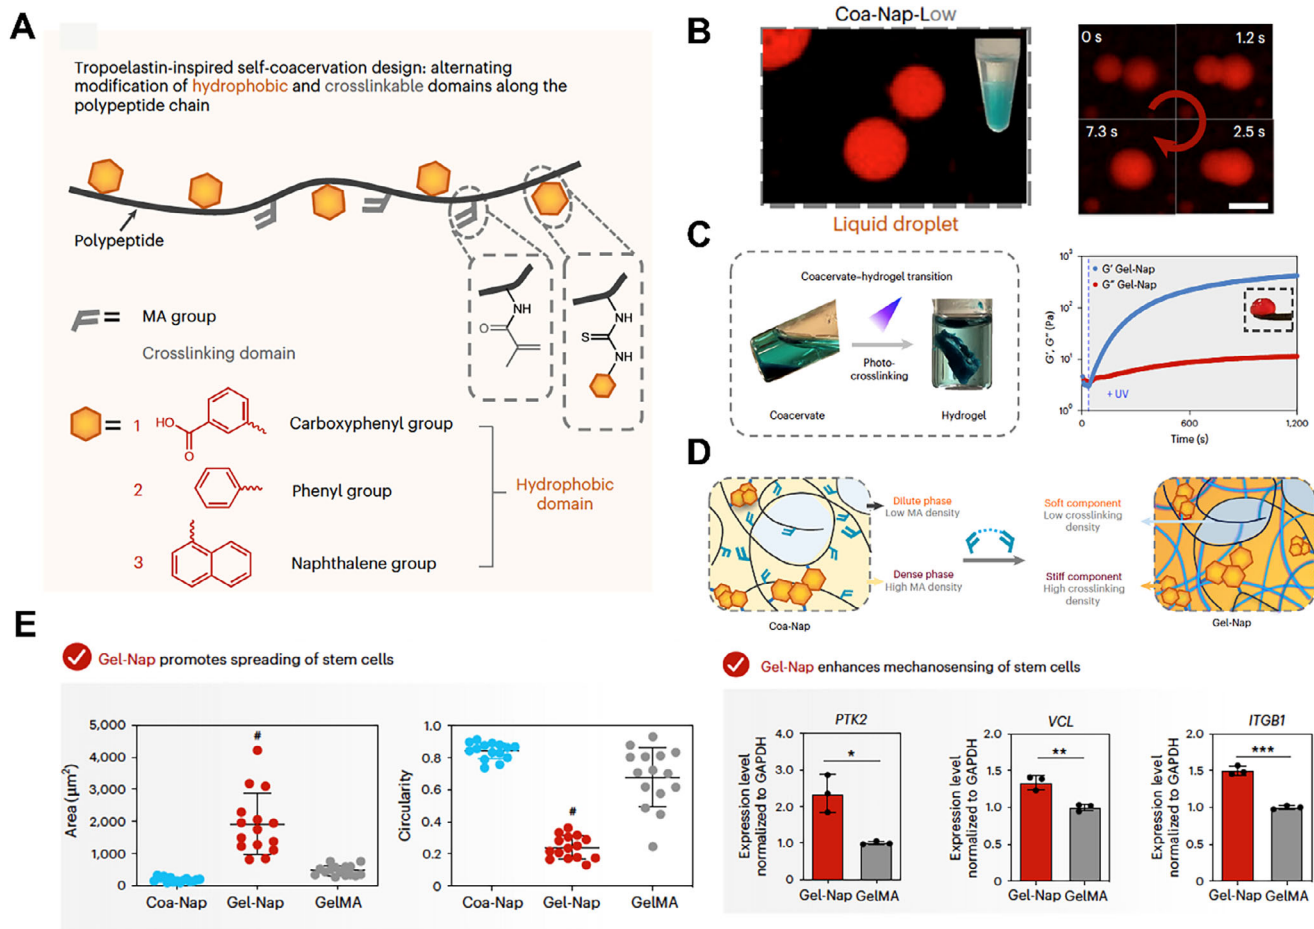 A
Tropoelastin-inspired self-coacervation design: alternating
modification of hydrophobic and crosslinkable domains along the
polypeptide chain
Polypeptide
MA group
Crosslinking domain
NH
O
NH
S
NH
1
HO
O
Carboxyphenyl group
2
Phenyl group
3
Naphthalene group
Hydrophobic
domain
B
Coa-Nap-Low
Liquid droplet
0 s
1.2 s
7.3 s
2.5 s
C
Coacervate–hydrogel transition
Photo-
crosslinking
Coacervate
Hydrogel
G′ Gel-Nap
G″ Gel-Nap
G′, G″ (Pa)
10³
10²
10¹
10⁰
+ UV
0
600
1,200
Time (s)
D
Dilute phase
Low MA density
Dense phase
High MA density
Coa-Nap
Soft component
Low crosslinking
density
Stiff component
High crosslinking
density
Gel-Nap
E
Gel-Nap promotes spreading of stem cells
Area (µm²)
5,000
4,000
3,000
2,000
1,000
0
#
Coa-Nap
Gel-Nap
GelMA
Circularity
1.0
0.8
0.6
0.4
0.2
0
#
Coa-Nap
Gel-Nap
GelMA
Gel-Nap enhances mechanosensing of stem cells
PTK2
Expression level
normalized to GAPDH
4.0
3.0
2.0
1.0
0
*
Gel-Nap GelMA
VCL
Expression level
normalized to GAPDH
2.0
1.5
1.0
0.5
0
**
Gel-Nap GelMA
ITGB1
Expression level
normalized to GAPDH
2.0
1.5
1.0
0.5
0
***
Gel-Nap GelMA